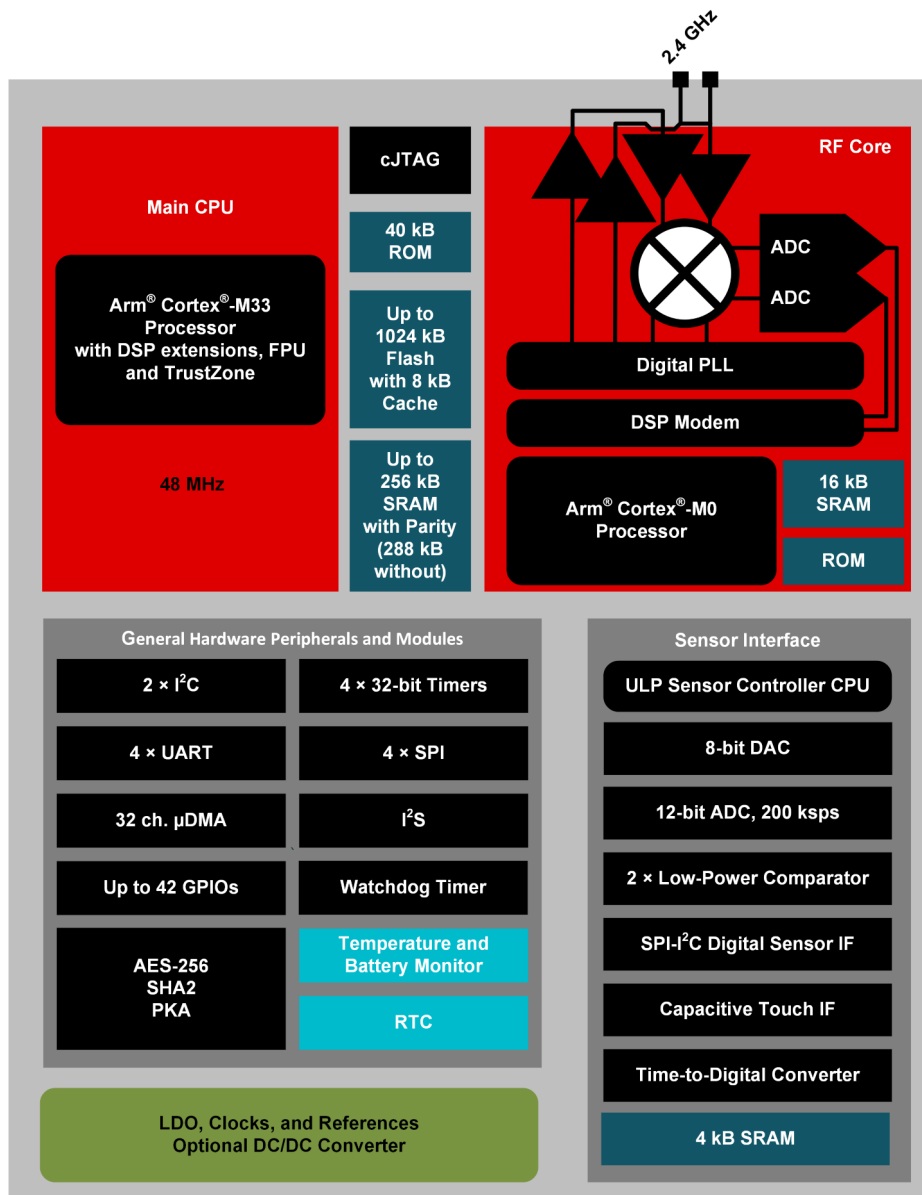 2.4 GHz
Main CPU
Arm® Cortex®-M33
Processor
with DSP extensions, FPU
and TrustZone
48 MHz
cJTAG
40 kB
ROM
Up to
1024 kB
Flash
with 8 kB
Cache
Up to
256 kB
SRAM
with Parity
(288 kB
without)
RF Core
ADC
ADC
Digital PLL
DSP Modem
Arm® Cortex®-M0
Processor
16 kB
SRAM
ROM
General Hardware Peripherals and Modules
2 × I²C
4 × 32-bit Timers
4 × UART
4 × SPI
32 ch. µDMA
I²S
Up to 42 GPIOs
Watchdog Timer
AES-256
SHA2
PKA
Temperature and
Battery Monitor
RTC
LDO, Clocks, and References
Optional DC/DC Converter
Sensor Interface
ULP Sensor Controller CPU
8-bit DAC
12-bit ADC, 200 ksps
2 × Low-Power Comparator
SPI-I²C Digital Sensor IF
Capacitive Touch IF
Time-to-Digital Converter
4 kB SRAM